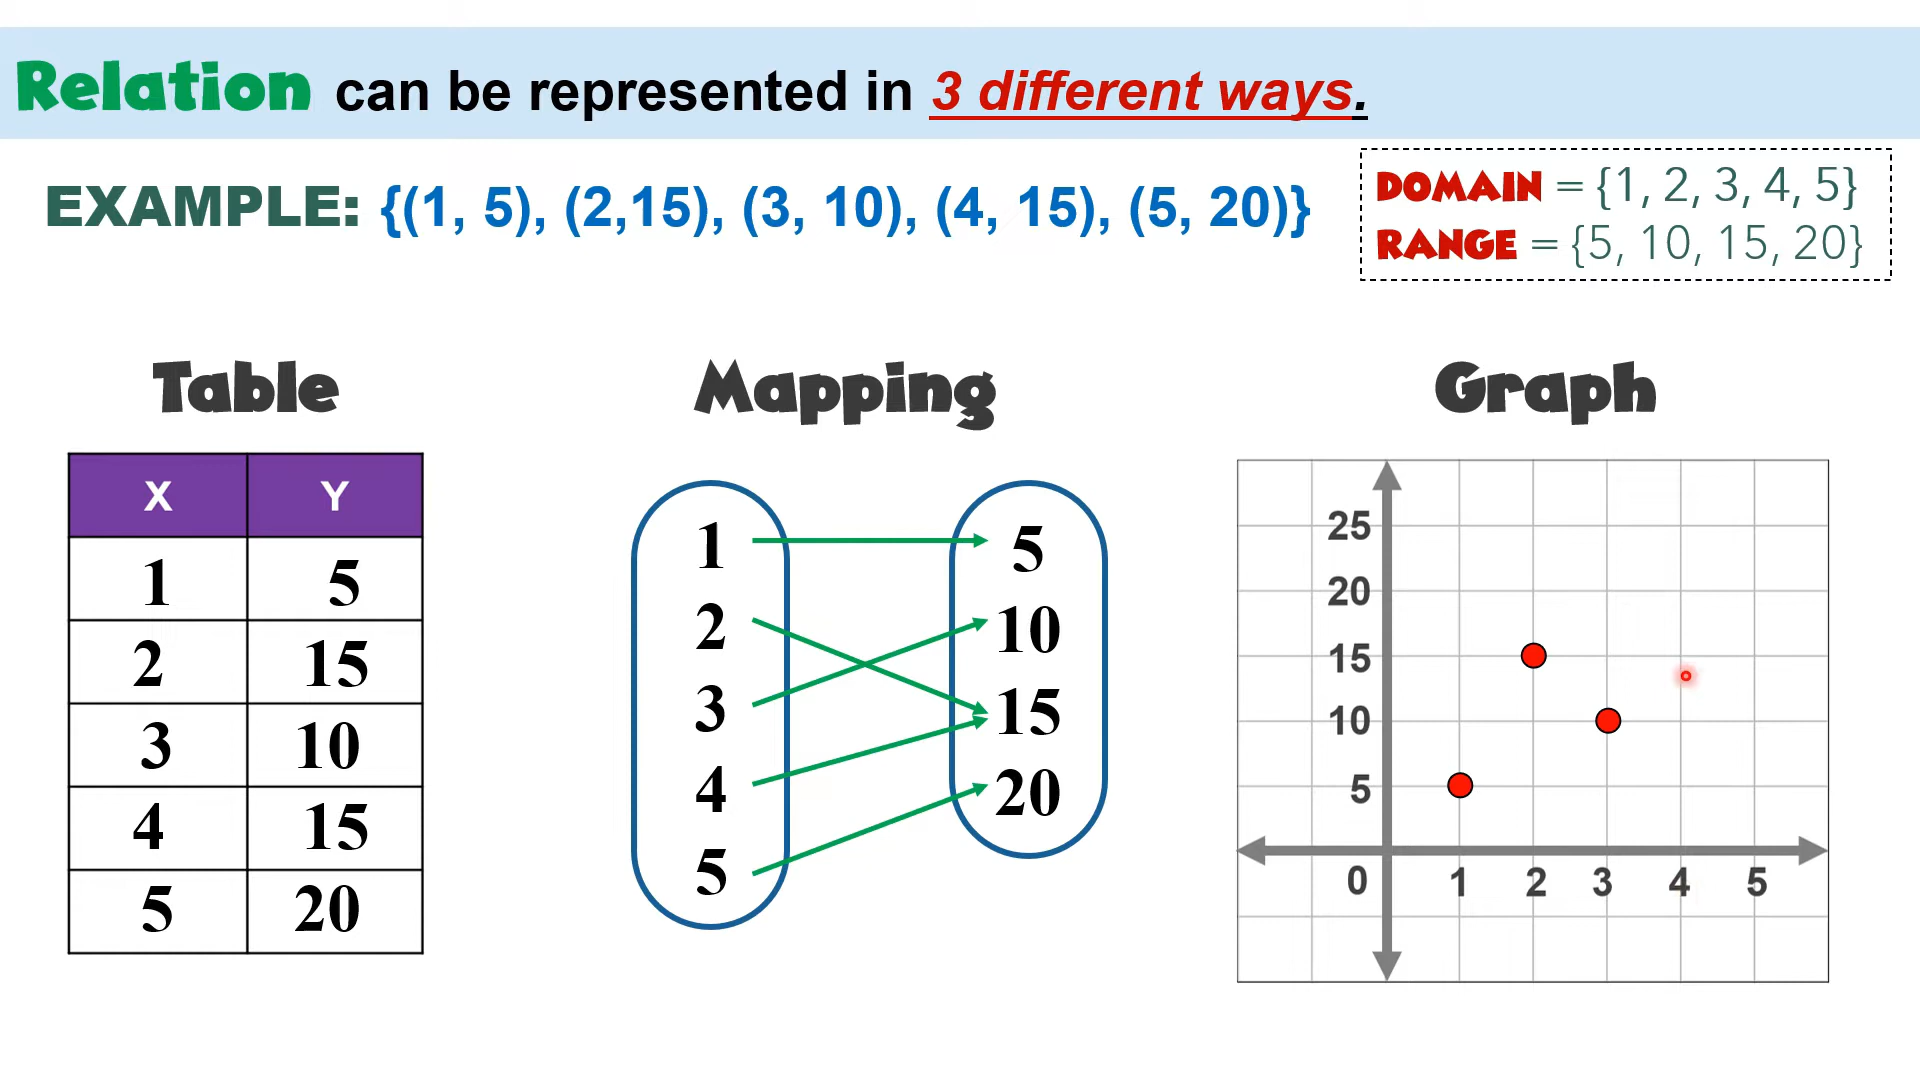 Relation can be represented in 3 different ways.
EXAMPLE: {(1, 5), (2,15), (3, 10), (4, 15), (5, 20)}
DOMAIN = {1, 2, 3, 4, 5}
RANGE = {5, 10, 15, 20}
Table
X Y
1 5
2 15
3 10
4 15
5 20
Mapping
1 5
2 10
3 15
4 20
5
Graph
25
20
15
10
5
0 1 2 3 4 5